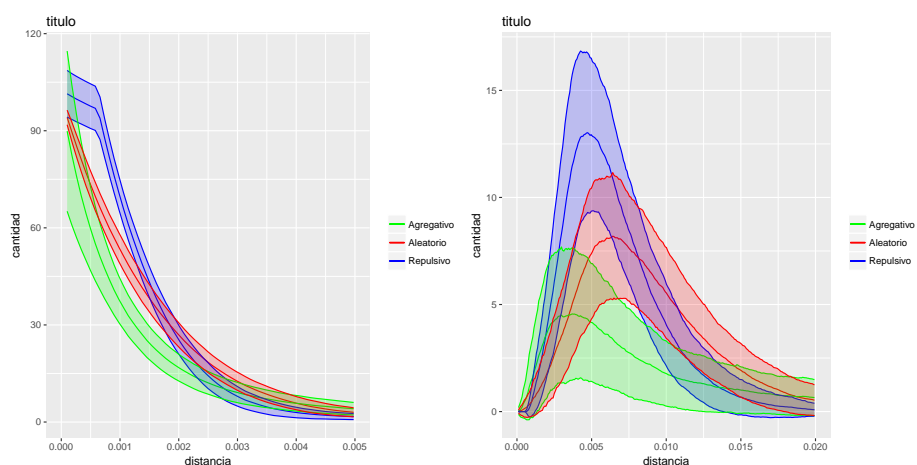 titulo
120
90
60
30
0
cantidad
0.000 0.001 0.002 0.003 0.004 0.005
distancia
Agregativo
Aleatorio
Repulsivo
titulo
15
10
5
0
cantidad
0.000 0.005 0.010 0.015 0.020
distancia
Agregativo
Aleatorio
Repulsivo